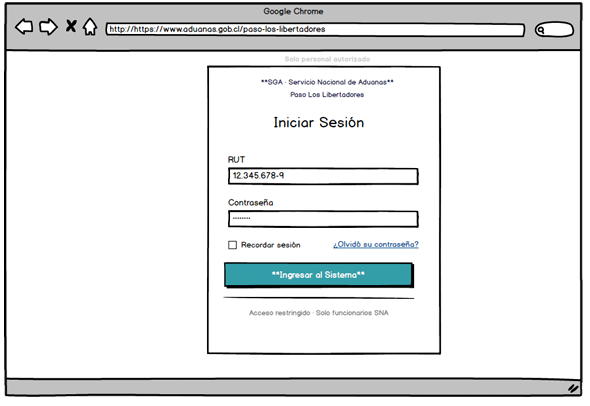 Google Chrome
http://https://www.aduanas.gob.cl/paso-los-libertadores
Solo personal autorizado
**SGA - Servicio Nacional de Aduanas**
Paso Los Libertadores
Iniciar Sesión
RUT
12.345.678-9
Contraseña
········
Recordar sesión
¿Olvidó su contraseña?
**Ingresar al Sistema**
Acceso restringido · Solo funcionarios SNA